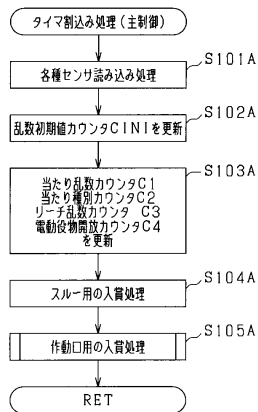 タイマ割込み処理(主制御)
各種センサ読み込み処理
S101A
乱数初期値カウンタCINIを更新
S102A
当たり乱数カウンタC1
当たり種別カウンタC2
リーチ乱数カウンタ C3
電動役物開放カウンタC4
を更新
S103A
スルー用の入賞処理
S104A
作動口用の入賞処理
S105A
RET